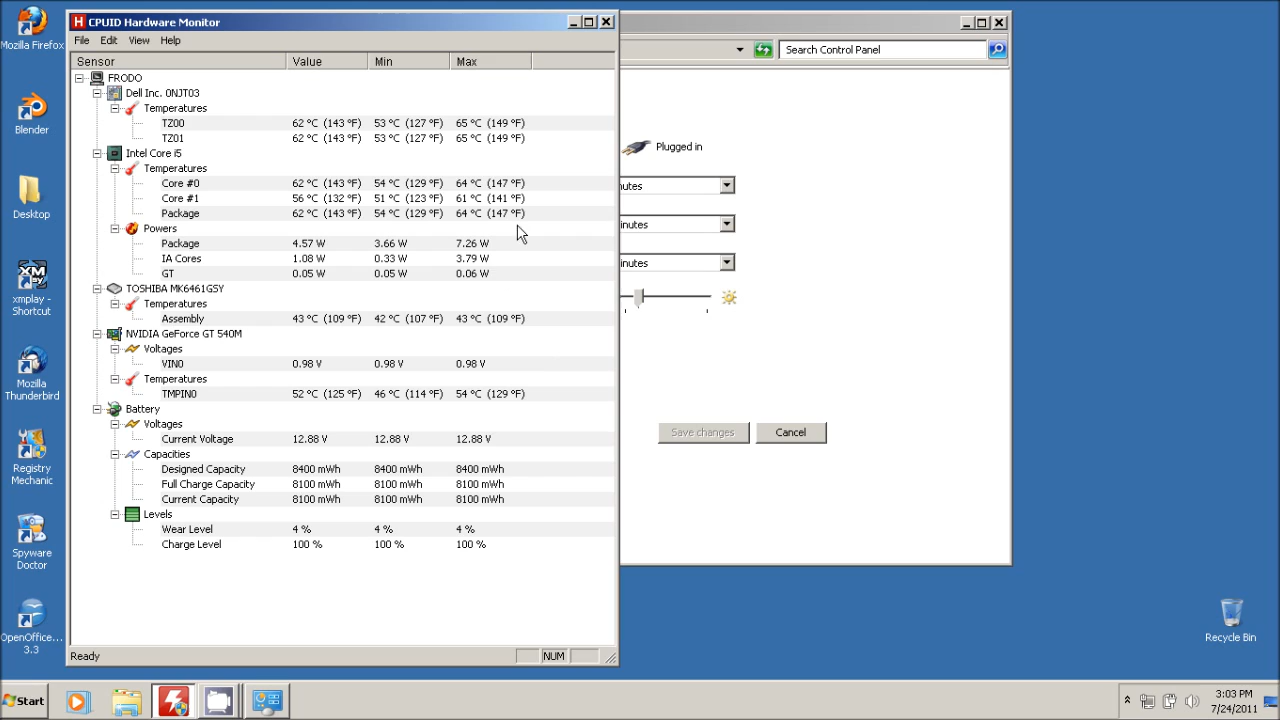 Mozilla Firefox
Blender
Desktop
xmplay - Shortcut
Mozilla Thunderbird
Registry Mechanic
Spyware Doctor
OpenOffice... 3.3
CPUID Hardware Monitor
File Edit View Help
Sensor Value Min Max
FRODO
Dell Inc. 0NJT03
Temperatures
TZ00 62 °C (143 °F) 53 °C (127 °F) 65 °C (149 °F)
TZ01 62 °C (143 °F) 53 °C (127 °F) 65 °C (149 °F)
Intel Core i5
Temperatures
Core #0 62 °C (143 °F) 54 °C (129 °F) 64 °C (147 °F)
Core #1 56 °C (132 °F) 51 °C (123 °F) 61 °C (141 °F)
Package 62 °C (143 °F) 54 °C (129 °F) 64 °C (147 °F)
Powers
Package 4.57 W 3.66 W 7.26 W
IA Cores 1.08 W 0.33 W 3.79 W
GT 0.05 W 0.05 W 0.06 W
TOSHIBA MK6461GSY
Temperatures
Assembly 43 °C (109 °F) 42 °C (107 °F) 43 °C (109 °F)
NVIDIA GeForce GT 540M
Voltages
VIN0 0.98 V 0.98 V 0.98 V
Temperatures
TMPIN0 52 °C (125 °F) 46 °C (114 °F) 54 °C (129 °F)
Battery
Voltages
Current Voltage 12.88 V 12.88 V 12.88 V
Capacities
Designed Capacity 8400 mWh 8400 mWh 8400 mWh
Full Charge Capacity 8100 mWh 8100 mWh 8100 mWh
Current Capacity 8100 mWh 8100 mWh 8100 mWh
Levels
Wear Level 4 % 4 % 4 %
Charge Level 100 % 100 % 100 %
Ready NUM
Search Control Panel
Plugged in
nutes
inutes
inutes
Save changes Cancel
Recycle Bin
Start
3:03 PM
7/24/2011